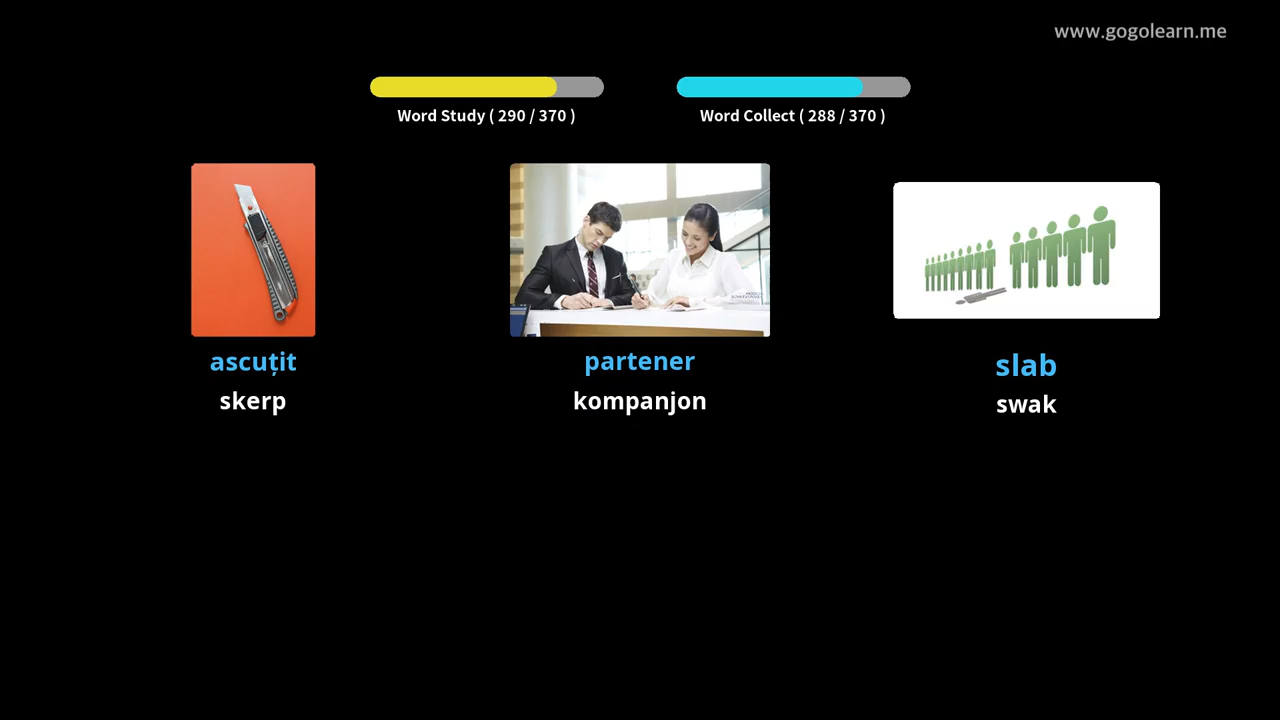 www.gogolearn.me
Word Study ( 290 / 370 )
Word Collect ( 288 / 370 )
ascuțit
skerp
partener
kompanjon
slab
swak